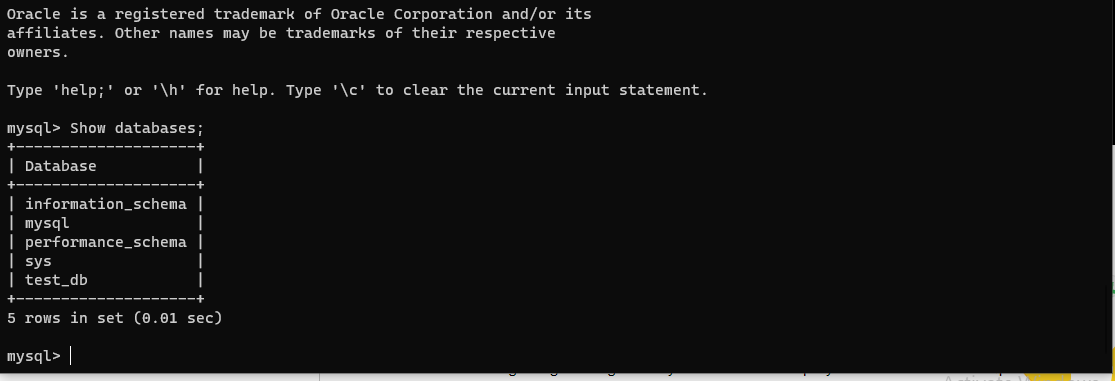 Oracle is a registered trademark of Oracle Corporation and/or its
affiliates. Other names may be trademarks of their respective
owners.
Type 'help;' or '\h' for help. Type '\c' to clear the current input statement.
mysql> Show databases;
+--------------------+
| Database           |
+--------------------+
| information_schema |
| mysql              |
| performance_schema |
| sys                |
| test_db            |
+--------------------+
5 rows in set (0.01 sec)
mysql>